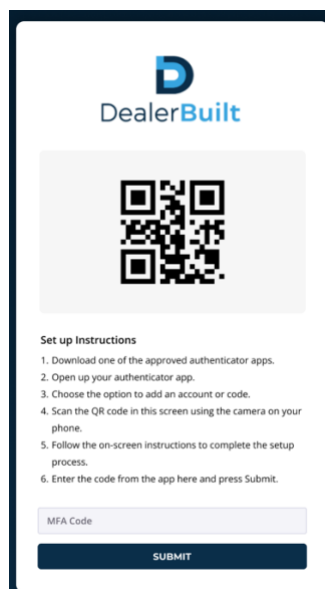 DealerBuilt
Set up Instructions
1. Download one of the approved authenticator apps.
2. Open up your authenticator app.
3. Choose the option to add an account or code.
4. Scan the QR code in this screen using the camera on your
phone.
5. Follow the on-screen instructions to complete the setup
process.
6. Enter the code from the app here and press Submit.
MFA Code
SUBMIT